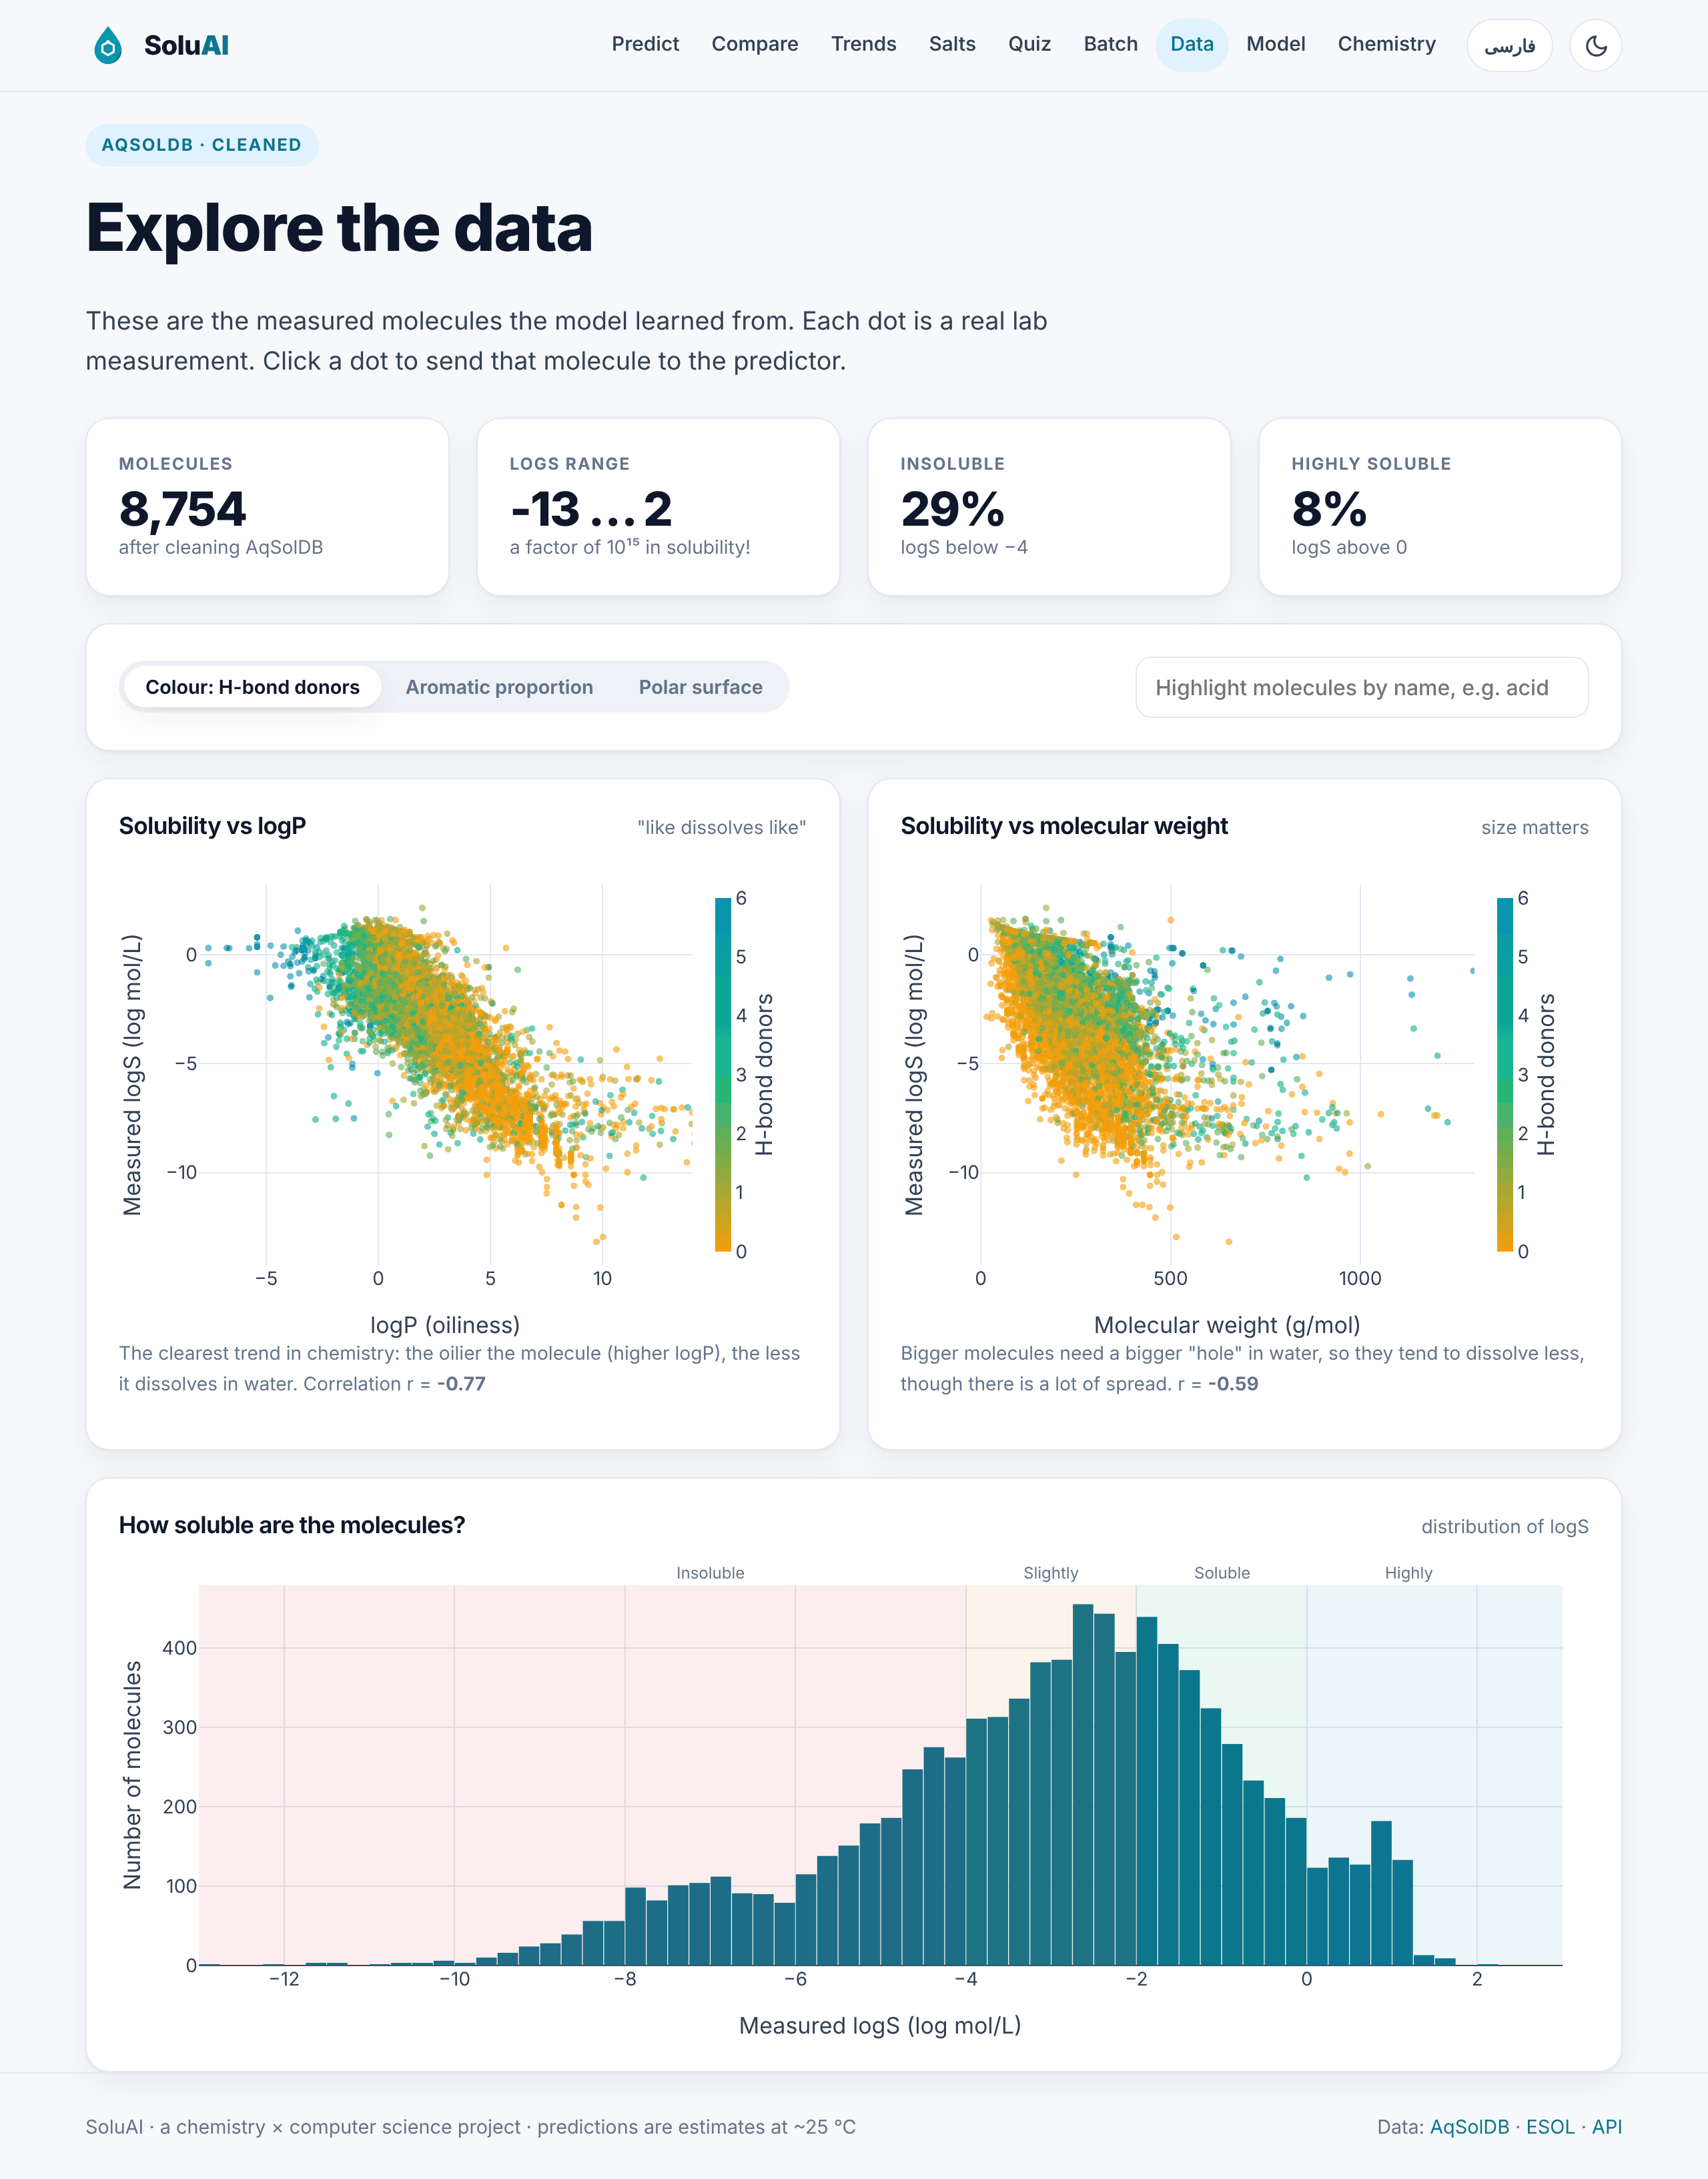 SoluAI
Predict Compare Trends Salts Quiz Batch Data Model Chemistry فارسی
AQSOLDB · CLEANED
Explore the data
These are the measured molecules the model learned from. Each dot is a real lab
measurement. Click a dot to send that molecule to the predictor.
MOLECULES
8,754
after cleaning AqSolDB
LOGS RANGE
-13 … 2
a factor of 10¹⁵ in solubility!
INSOLUBLE
29%
logS below −4
HIGHLY SOLUBLE
8%
logS above 0
Colour: H-bond donors Aromatic proportion Polar surface
Highlight molecules by name, e.g. acid
Solubility vs logP
"like dissolves like"
Measured logS (log mol/L)
0
−5
−10
−5 0 5 10
logP (oiliness)
6
5
4
3
2
1
0
H-bond donors
The clearest trend in chemistry: the oilier the molecule (higher logP), the less
it dissolves in water. Correlation r = -0.77
Solubility vs molecular weight
size matters
Measured logS (log mol/L)
0
−5
−10
0 500 1000
Molecular weight (g/mol)
6
5
4
3
2
1
0
H-bond donors
Bigger molecules need a bigger "hole" in water, so they tend to dissolve less,
though there is a lot of spread. r = -0.59
How soluble are the molecules?
distribution of logS
Insoluble Slightly Soluble Highly
Number of molecules
400
300
200
100
0
−12 −10 −8 −6 −4 −2 0 2
Measured logS (log mol/L)
SoluAI · a chemistry × computer science project · predictions are estimates at ~25 °C
Data: AqSolDB · ESOL · API